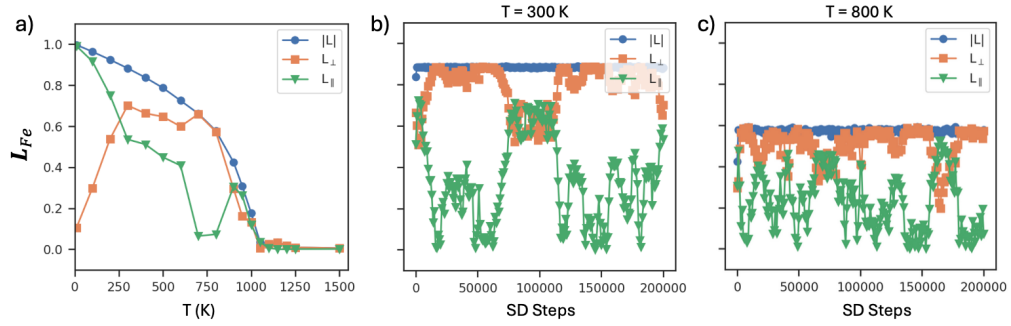 a)
|L|
L⊥
L∥
1.0
0.8
0.6
0.4
0.2
0.0
L_Fe
0 250 500 750 1000 1250 1500
T (K)
b)
T = 300 K
|L|
L⊥
L∥
0 50000 100000 150000 200000
SD Steps
c)
T = 800 K
|L|
L⊥
L∥
0 50000 100000 150000 200000
SD Steps